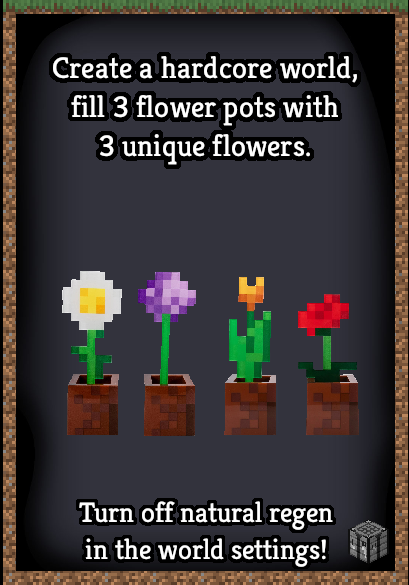 Create a hardcore world,
fill 3 flower pots with
3 unique flowers.
Turn off natural regen
in the world settings!